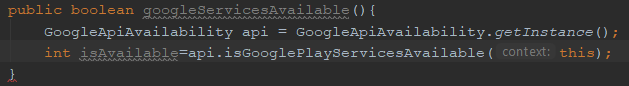 public boolean googleServicesAvailable(){
GoogleApiAvailability api = GoogleApiAvailability.getInstance();
int isAvailable=api.isGooglePlayServicesAvailable( context: this);
}